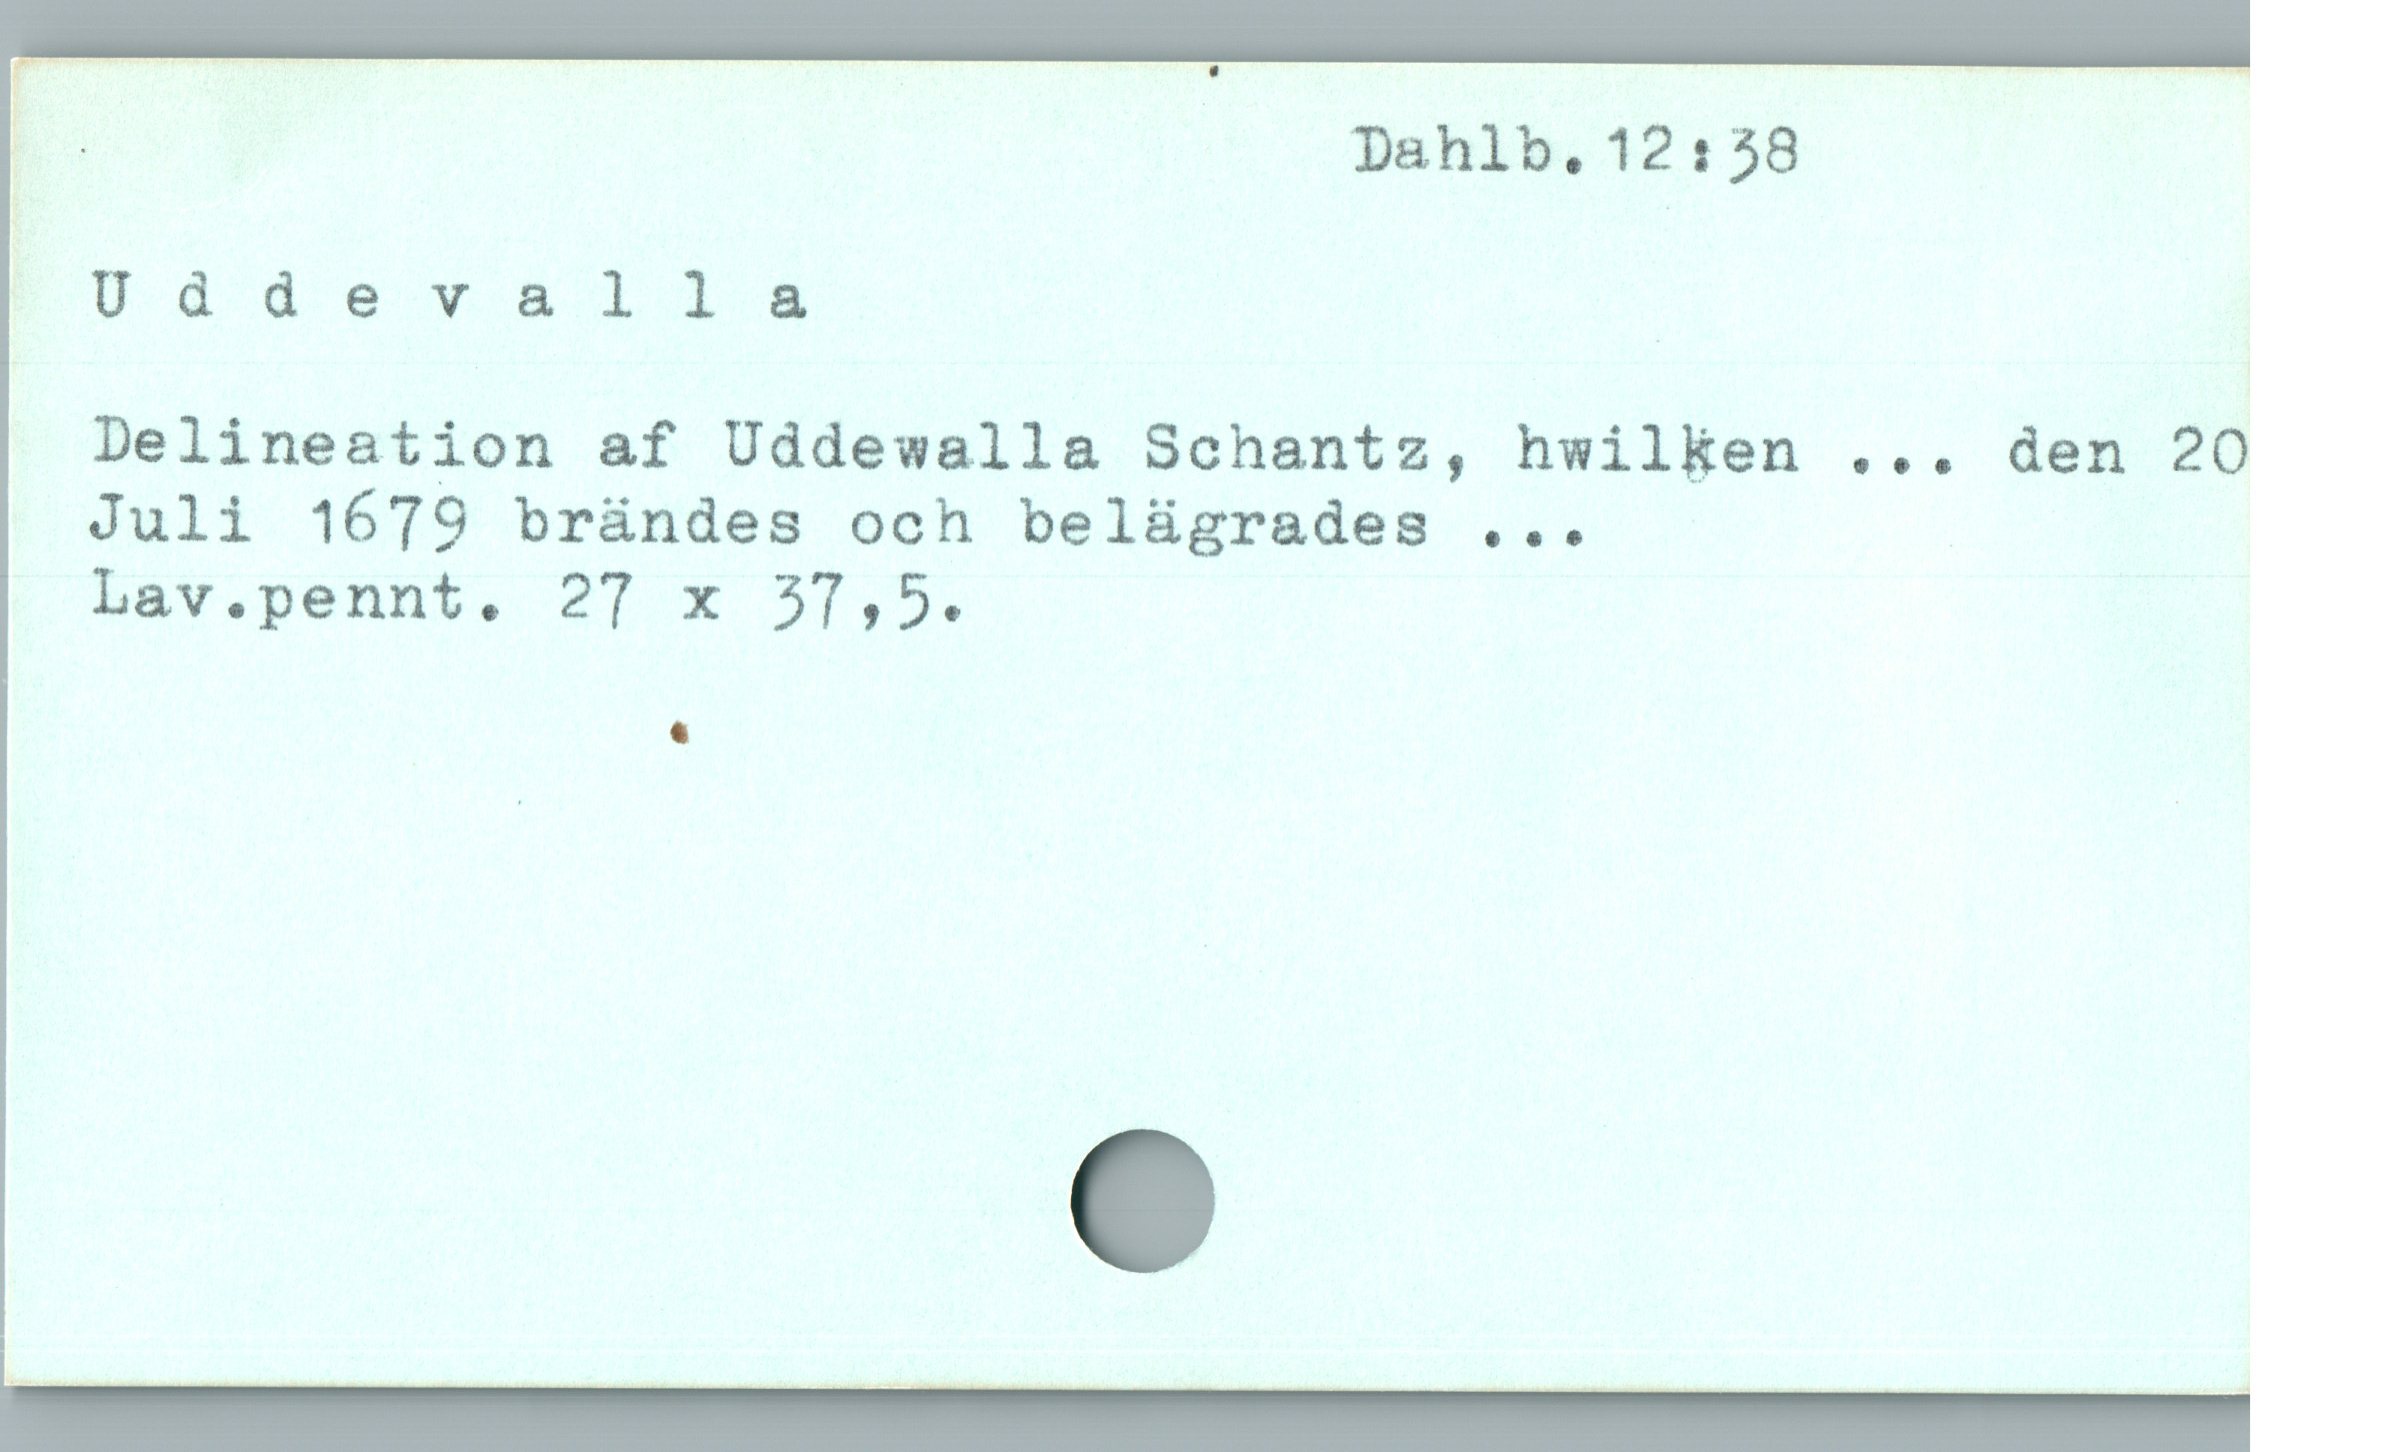 Dahlb. 12:38
U d d e v a l l a
Delineation af Uddewalla Schantz, hwilken ... den 20
Juli 1679 brändes och belägrades ...
Lav.pennt. 27 x 37,5.